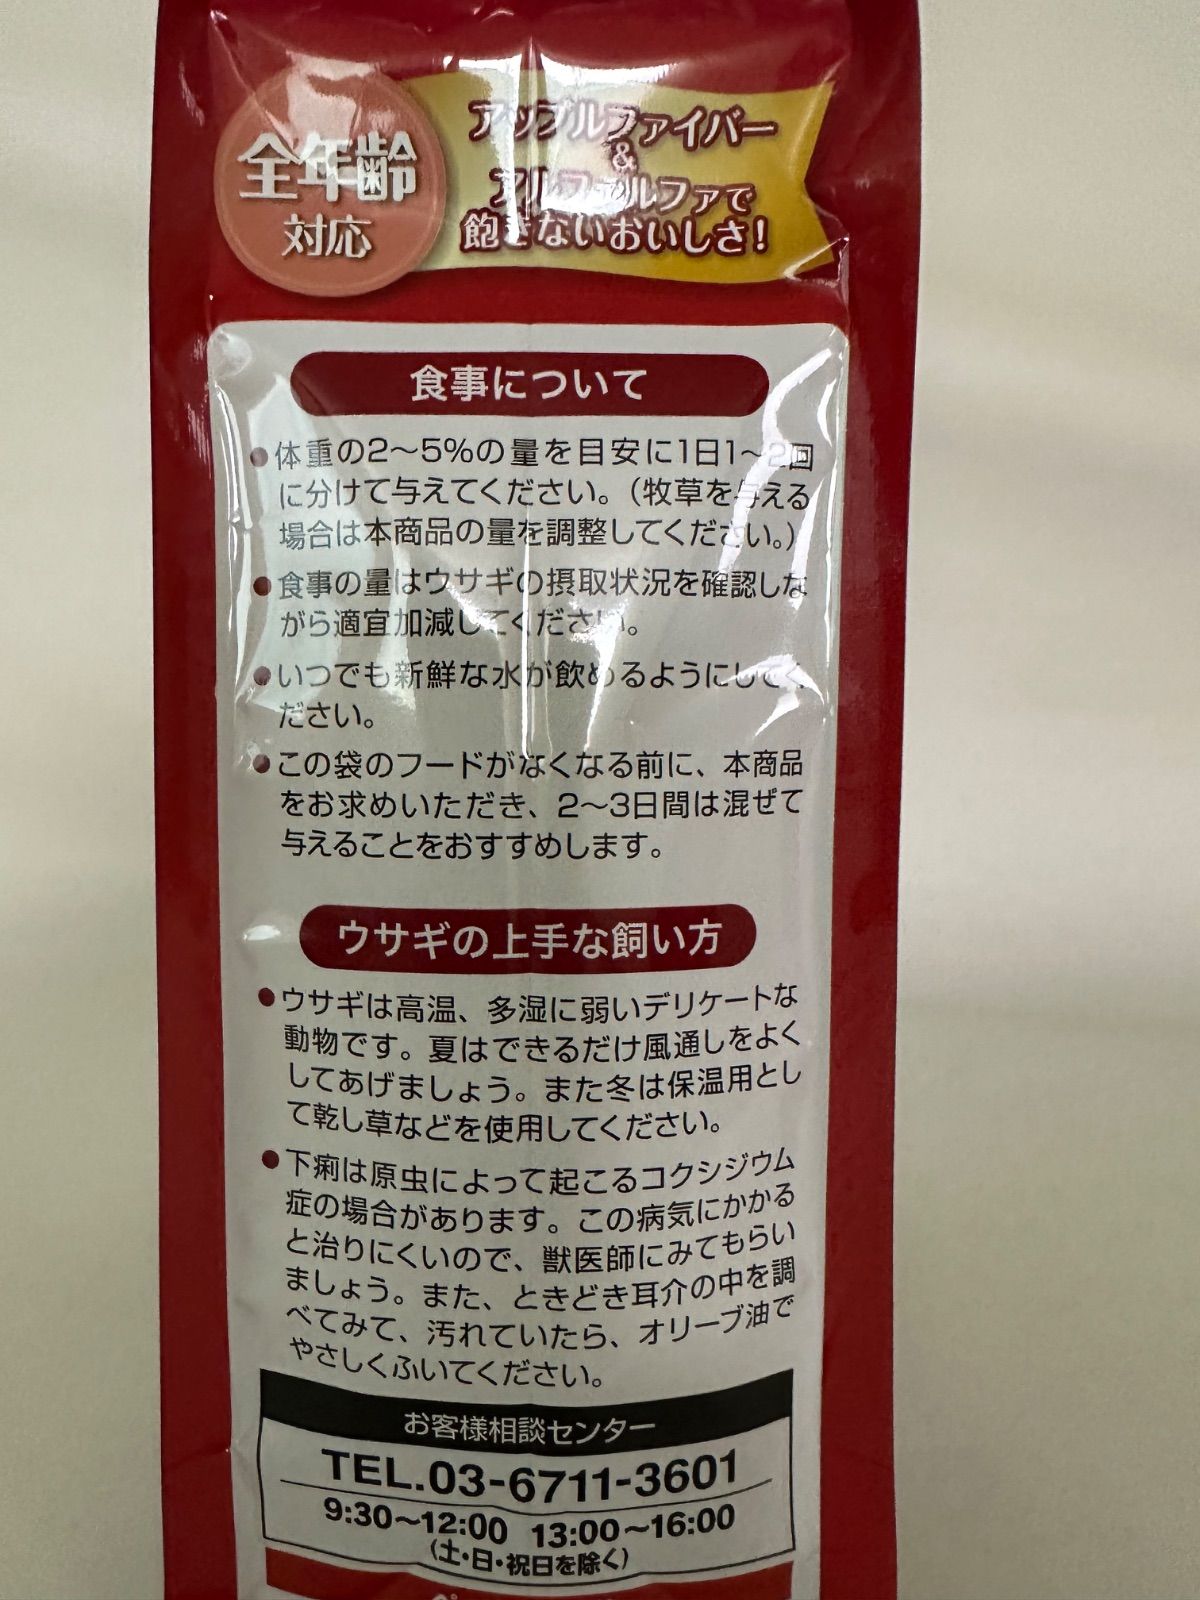 全年齢
対応
アップルファイバー
&
アルファルファで
飽きないおいしさ!
食事について
●体重の2〜5%の量を目安に1日1〜2回
に分けて与えてください。(牧草を与える
場合は本商品の量を調整してください。)
●食事の量はウサギの摂取状況を確認しな
がら適宜加減してください。
●いつでも新鮮な水が飲めるようにしてく
ださい。
●この袋のフードがなくなる前に、本商品
をお求めいただき、2〜3日間は混ぜて
与えることをおすすめします。
ウサギの上手な飼い方
●ウサギは高温、多湿に弱いデリケートな
動物です。夏はできるだけ風通しをよく
してあげましょう。また冬は保温用とし
て乾し草などを使用してください。
●下痢は原虫によって起こるコクシジウム
症の場合があります。この病気にかかる
と治りにくいので、獣医師にみてもらい
ましょう。また、ときどき耳介の中を調
べてみて、汚れていたら、オリーブ油で
やさしくふいてください。
お客様相談センター
TEL.03-6711-3601
9:30〜12:00 13:00〜16:00
(土・日・祝日を除く)